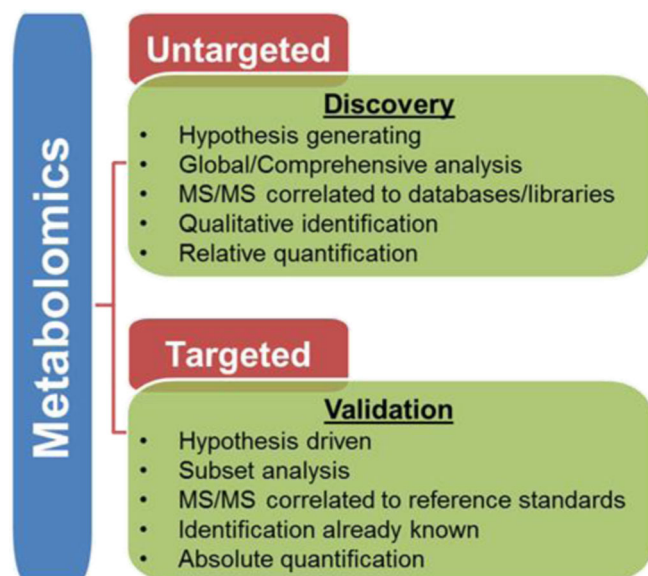 Metabolomics
Untargeted
Discovery
• Hypothesis generating
• Global/Comprehensive analysis
• MS/MS correlated to databases/libraries
• Qualitative identification
• Relative quantification
Targeted
Validation
• Hypothesis driven
• Subset analysis
• MS/MS correlated to reference standards
• Identification already known
• Absolute quantification